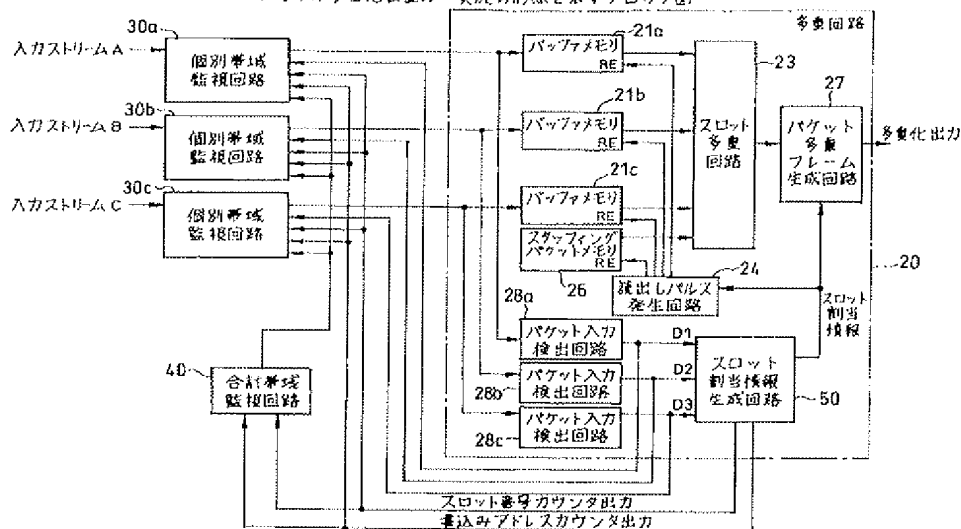 多重回路
30a
入力ストリームA
個別帯域
監視回路
30b
入力ストリームB
個別帯域
監視回路
30c
入力ストリームC
個別帯域
監視回路
21a
バッファメモリ
RE
21b
バッファメモリ
RE
21c
バッファメモリ
RE
スタッフィング
パケットメモリ
RE
26
23
スロット
多重
回路
27
パケット
多重
フレーム
生成回路
多重化出力
24
読出しパルス
発生回路
20
スロット
割当
情報
28a
パケット入力
検出回路
D1
28b
パケット入力
検出回路
D2
28c
パケット入力
検出回路
D3
スロット
割当情報
生成回路
50
40
合計帯域
監視回路
スロット番号カウンタ出力
書込みアドレスカウンタ出力